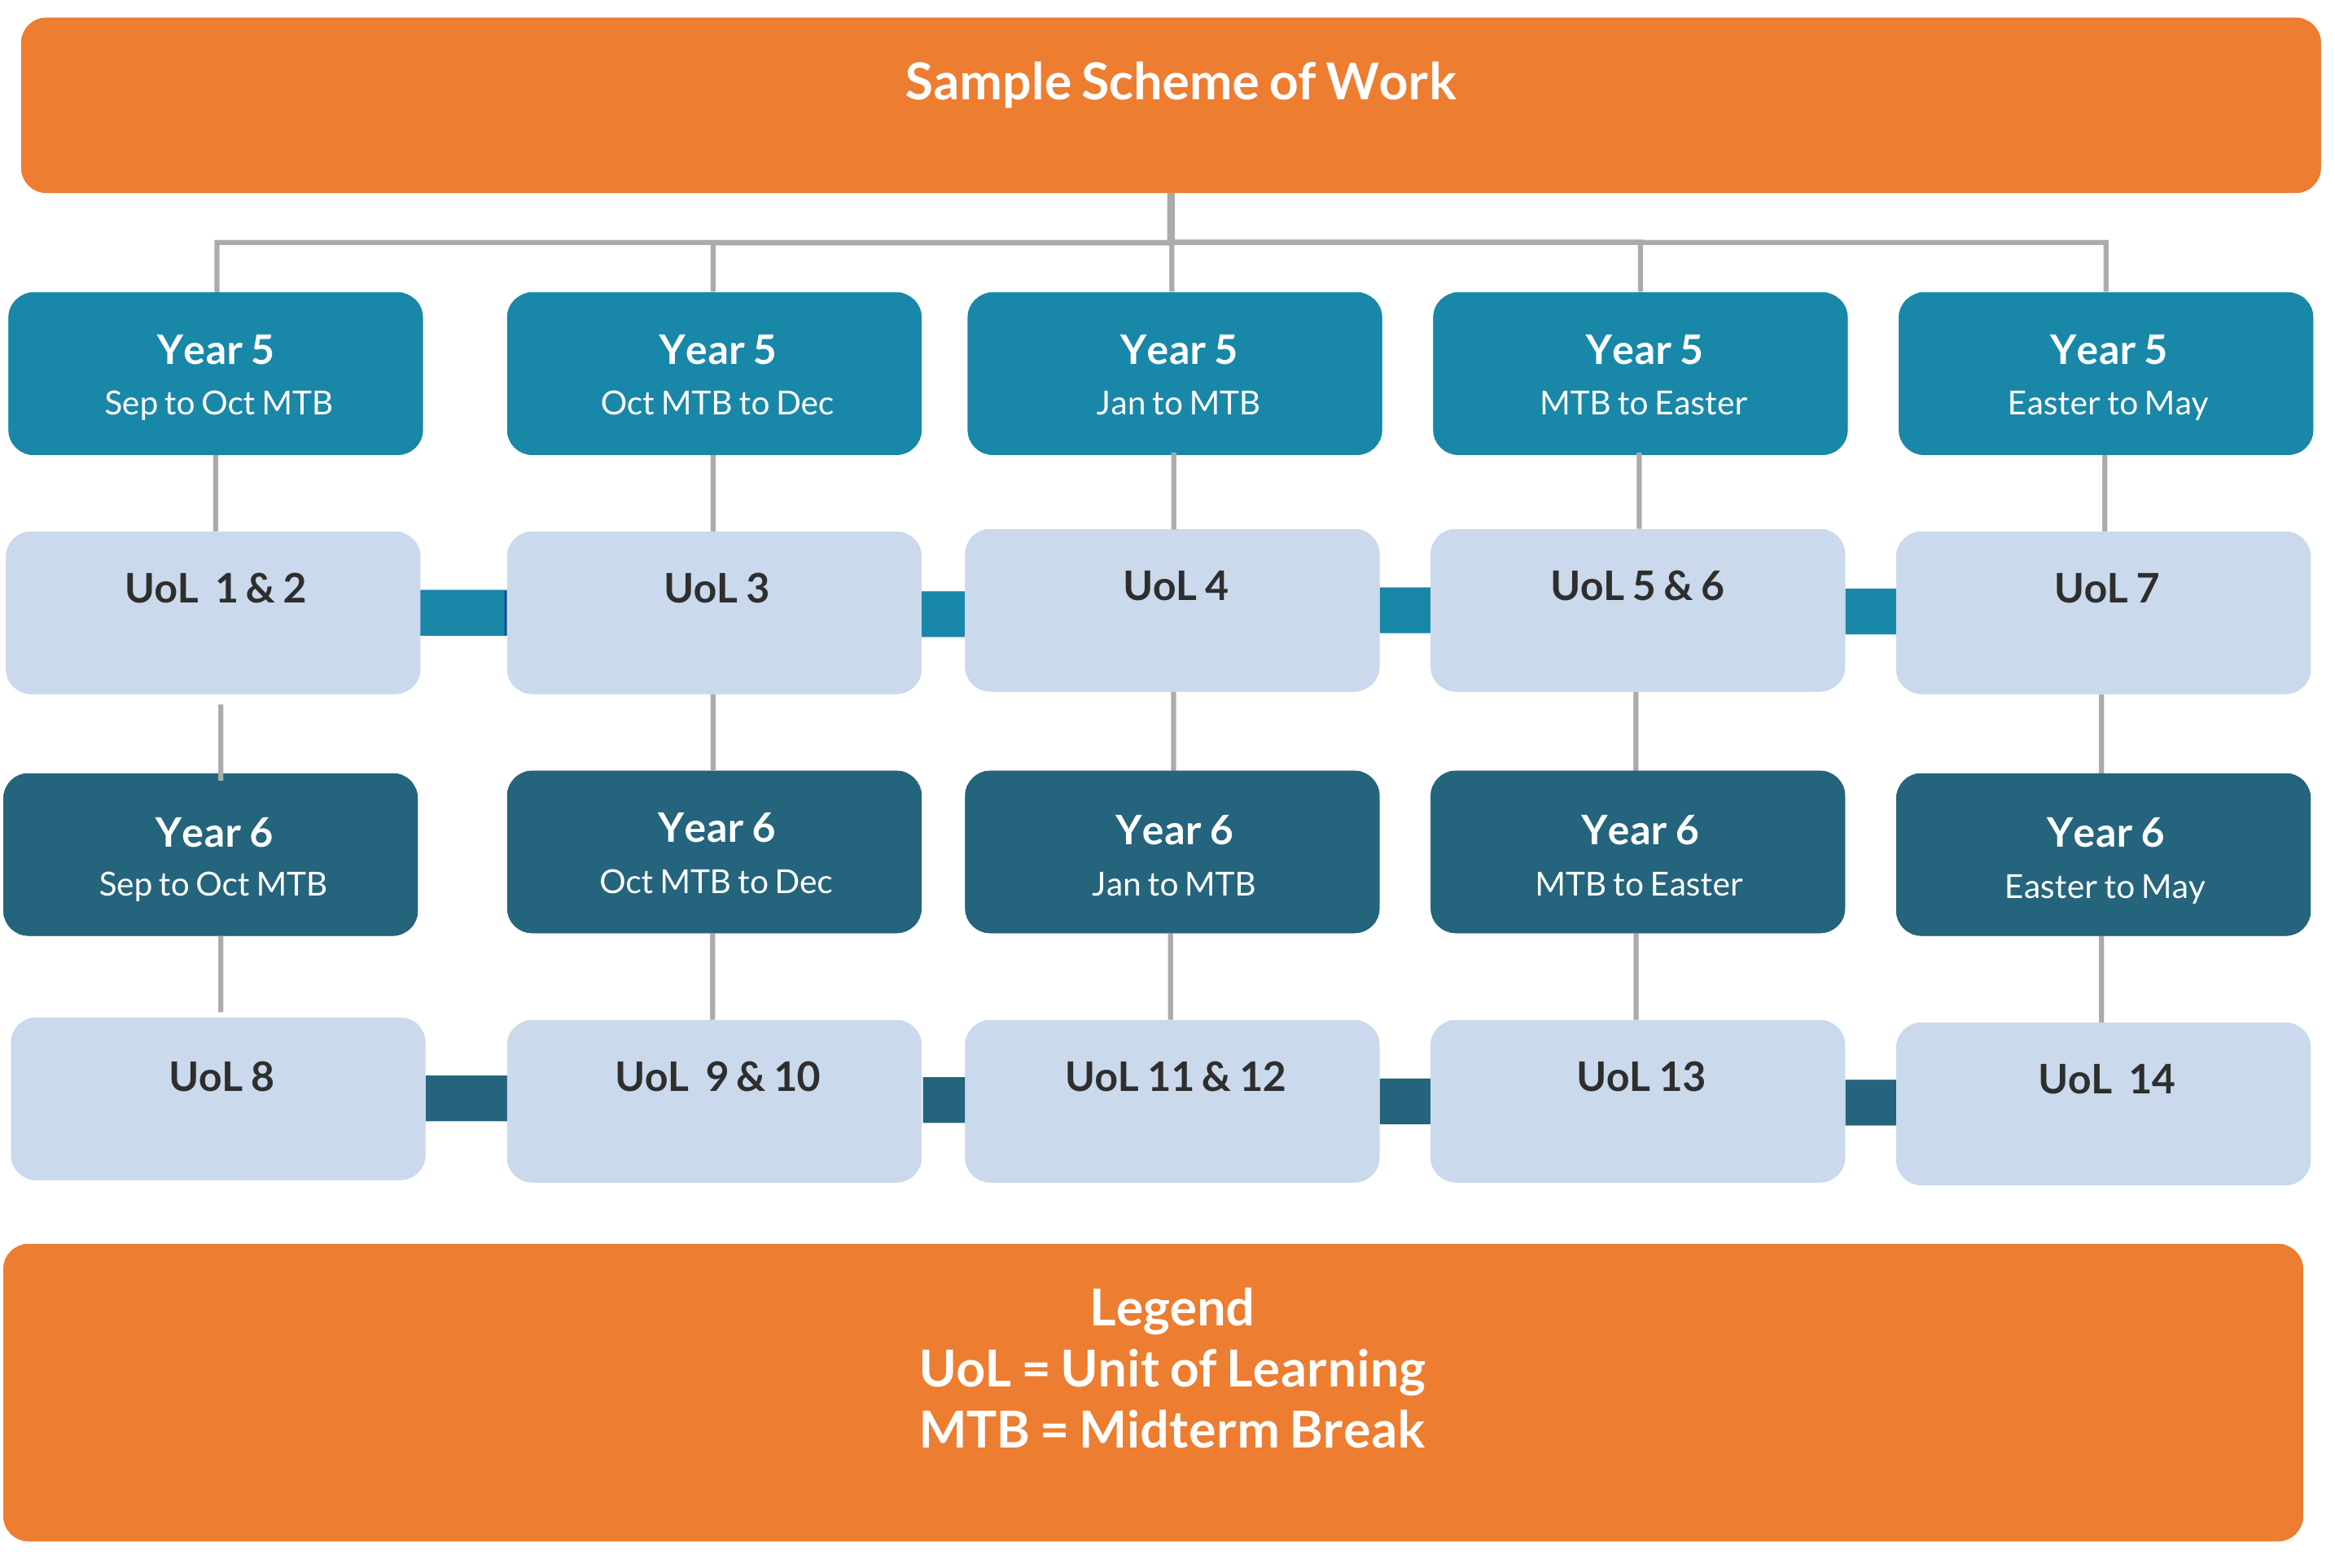 Sample Scheme of Work
Year 5
Sep to Oct MTB
Year 5
Oct MTB to Dec
Year 5
Jan to MTB
Year 5
MTB to Easter
Year 5
Easter to May
UoL 1 & 2
UoL 3
UoL 4
UoL 5 & 6
UoL 7
Year 6
Sep to Oct MTB
Year 6
Oct MTB to Dec
Year 6
Jan to MTB
Year 6
MTB to Easter
Year 6
Easter to May
UoL 8
UoL 9 & 10
UoL 11& 12
UoL 13
UoL 14
Legend
UoL = Unit of Learning
MTB = Midterm Break